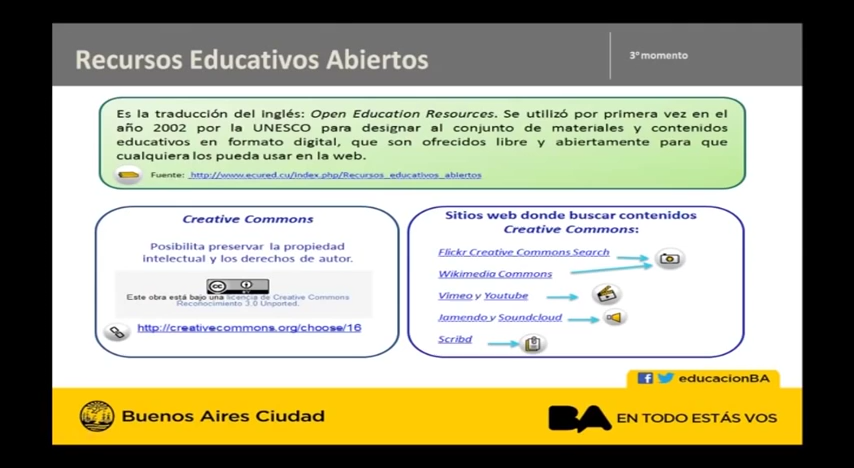 Recursos Educativos Abiertos
3º momento
Es la traducción del inglés: Open Education Resources. Se utilizó por primera vez en el
año 2002 por la UNESCO para designar al conjunto de materiales y contenidos
educativos en formato digital, que son ofrecidos libre y abiertamente para que
cualquiera los pueda usar en la web.
Fuente: http://www.ecured.cu/index.php/Recursos_educativos_abiertos
Creative Commons
Posibilita preservar la propiedad
intelectual y los derechos de autor.
cc
BY
Este obra está bajo una licencia de Creative Commons
Reconocimiento 3.0 Unported.
http://creativecommons.org/choose/16
Sitios web donde buscar contenidos
Creative Commons:
Flickr Creative Commons Search
Wikimedia Commons
Vimeo y Youtube
Jamendo y Soundcloud
Scribd
educacionBA
Buenos Aires Ciudad
BA EN TODO ESTÁS VOS